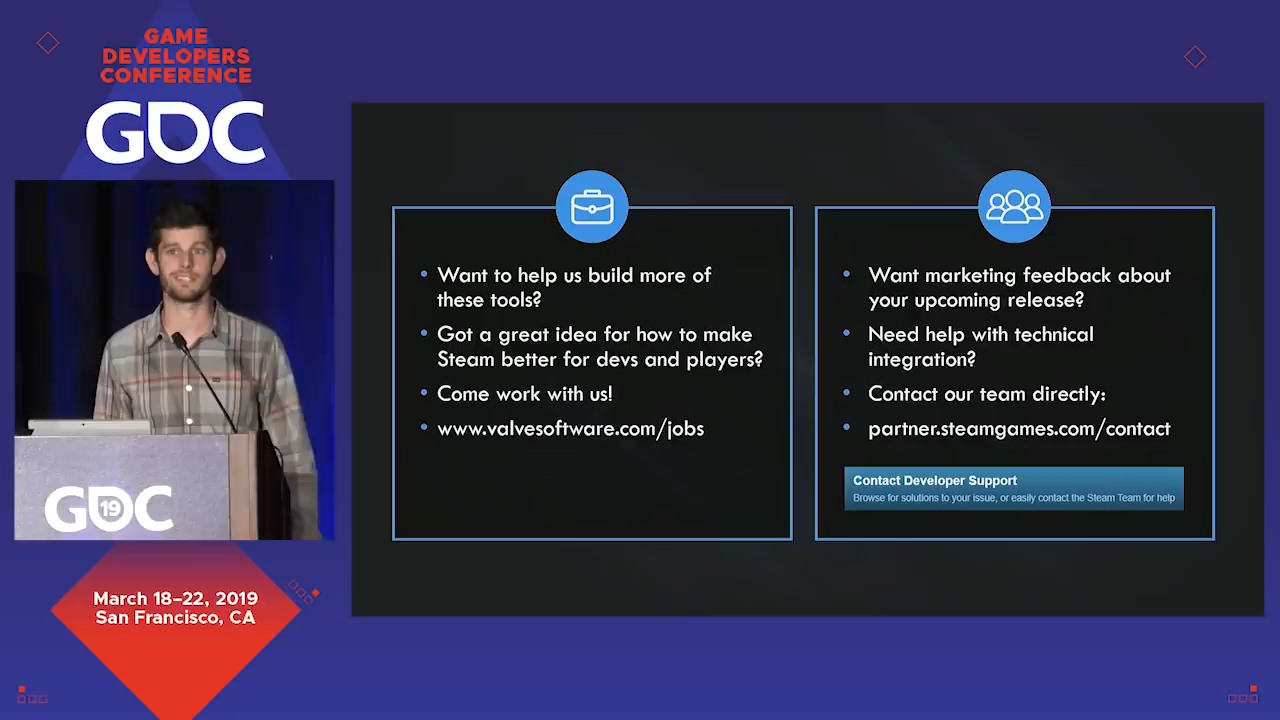 GAME
DEVELOPERS
CONFERENCE
GDC
GDC
19
March 18–22, 2019
San Francisco, CA
Want to help us build more of
these tools?
Got a great idea for how to make
Steam better for devs and players?
Come work with us!
www.valvesoftware.com/jobs
Want marketing feedback about
your upcoming release?
Need help with technical
integration?
Contact our team directly:
partner.steamgames.com/contact
Contact Developer Support
Browse for solutions to your issue, or easily contact the Steam Team for help